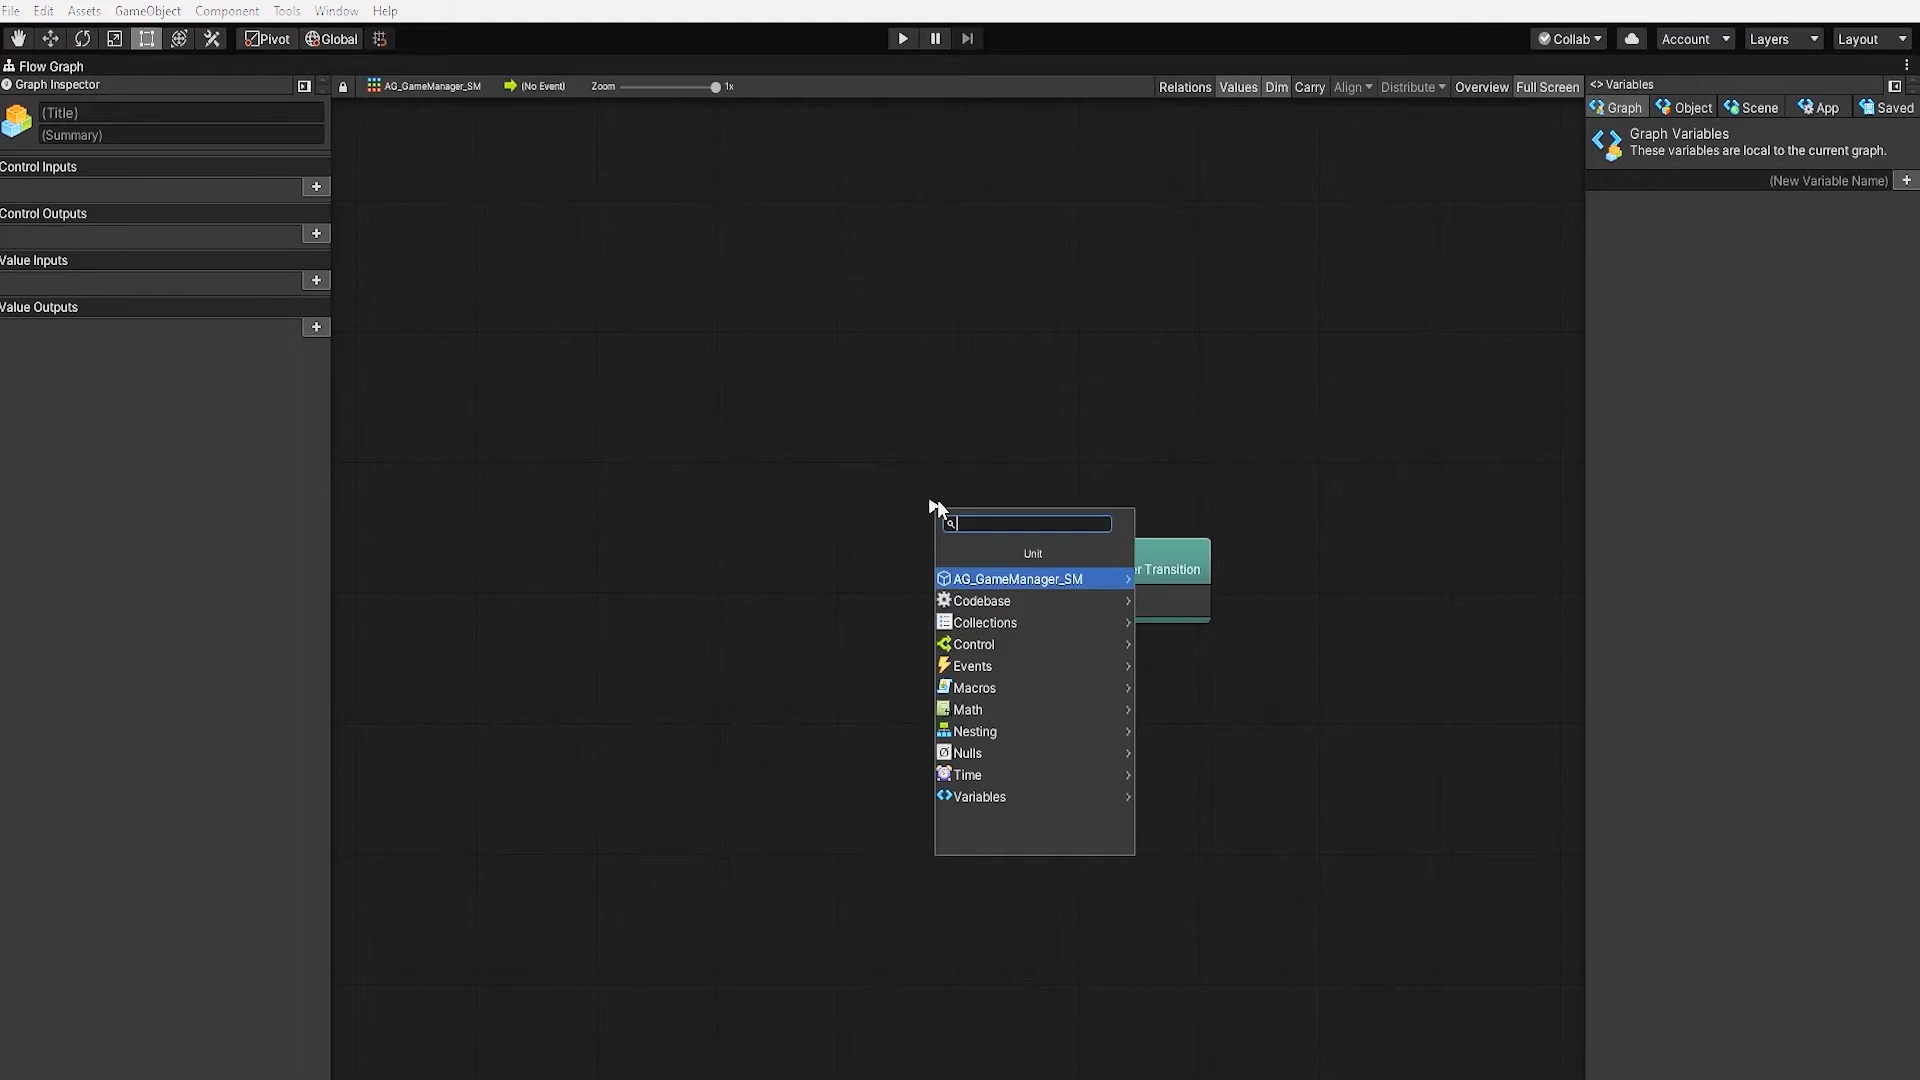 File Edit Assets GameObject Component Tools Window Help
Pivot Global Collab Account Layers Layout
Flow Graph
Graph Inspector
AG_GameManager_SM (No Event) Zoom 1x Relations Values Dim Carry Align Distribute Overview Full Screen
<> Variables
(Title)
(Summary)
Graph Object Scene App Saved
Graph Variables
These variables are local to the current graph.
(New Variable Name)
Control Inputs
Control Outputs
Value Inputs
Value Outputs
Unit
AG_GameManager_SM
Codebase
Collections
Control
Events
Macros
Math
Nesting
Nulls
Time
Variables
er Transition